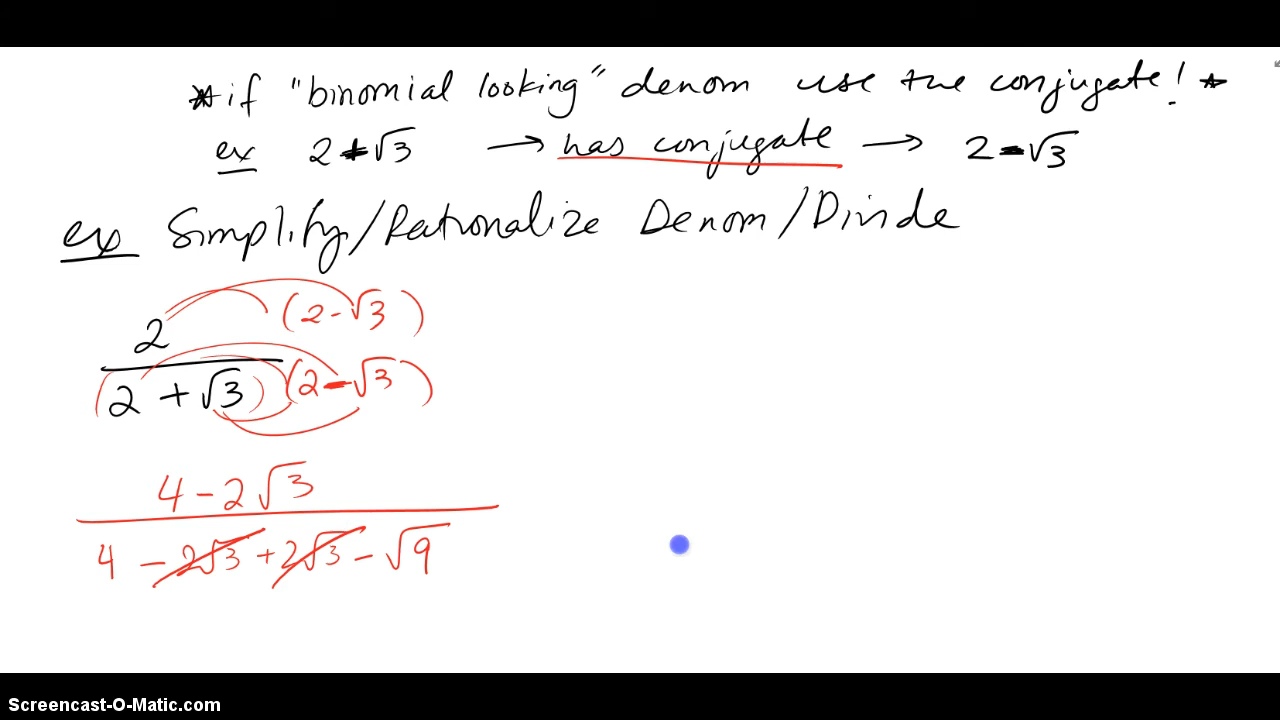 *if "binomial looking" denom use the conjugate! *
ex 2 + √3 → has conjugate → 2 - √3
ex Simplify/Rationalize Denom/Divide
2 (2 - √3)
(2 + √3) (2 - √3)
4 - 2√3
4 - 2√3 + 2√3 - √9
Screencast-O-Matic.com